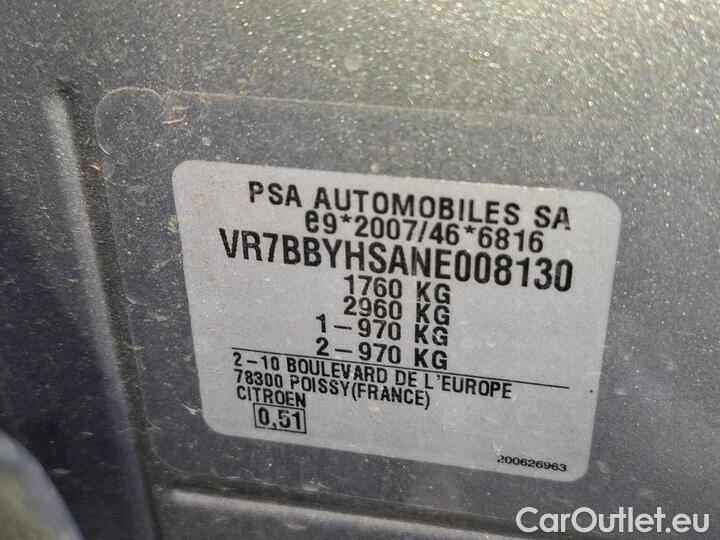 PSA AUTOMOBILES SA
e9*2007/46*6816
VR7BBYHSANE008130
1760 KG
2960 KG
1-970 KG
2-970 KG
2-10 BOULEVARD DE L'EUROPE
78300 POISSY(FRANCE)
CITROEN
0,51
200626963
CarOutlet.eu